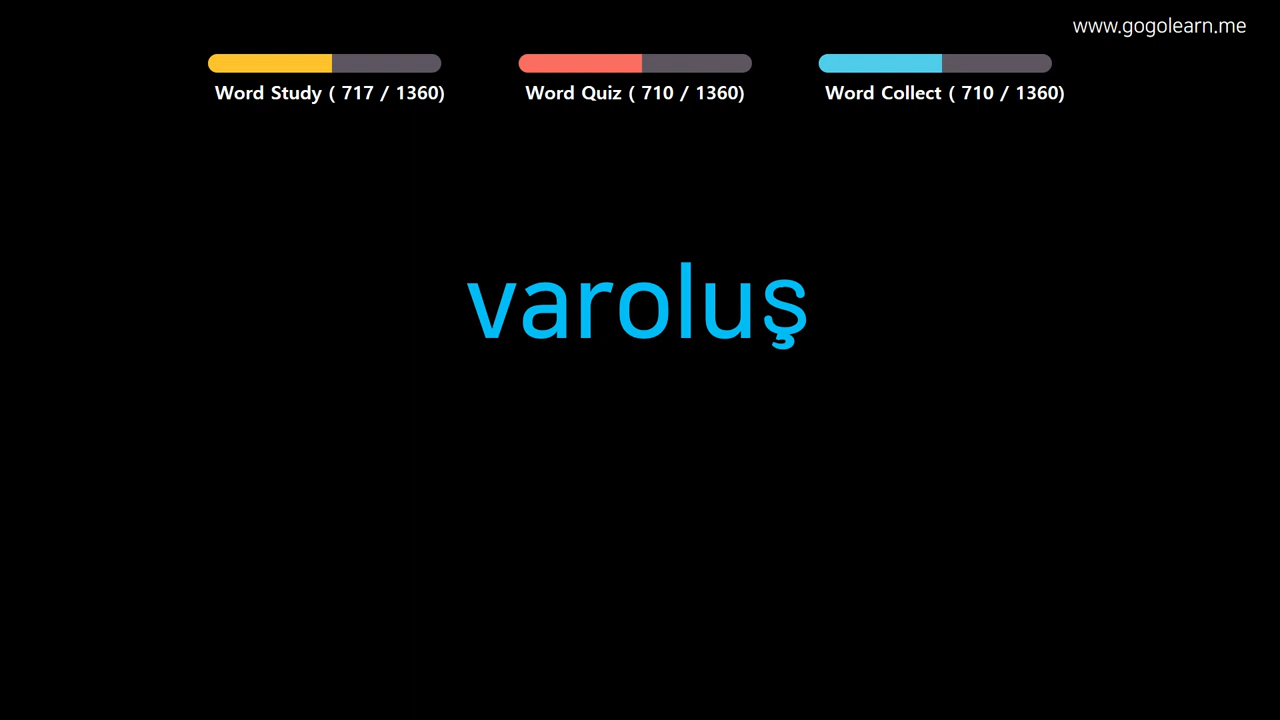 www.gogolearn.me
Word Study ( 717 / 1360)
Word Quiz ( 710 / 1360)
Word Collect ( 710 / 1360)
varoluş